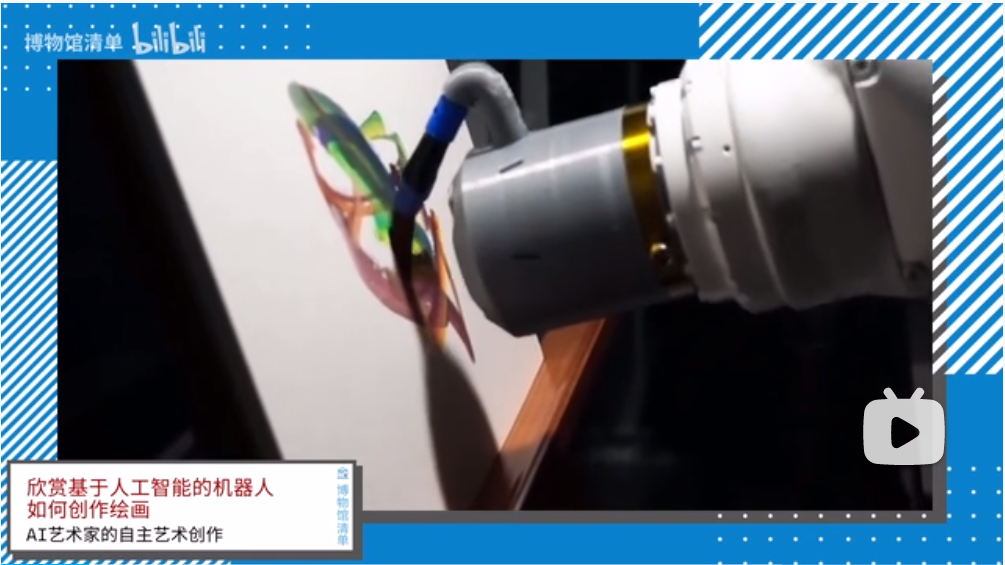 博物馆清单 bilibili
欣赏基于人工智能的机器人
如何创作绘画
AI艺术家的自主艺术创作
博物馆清单